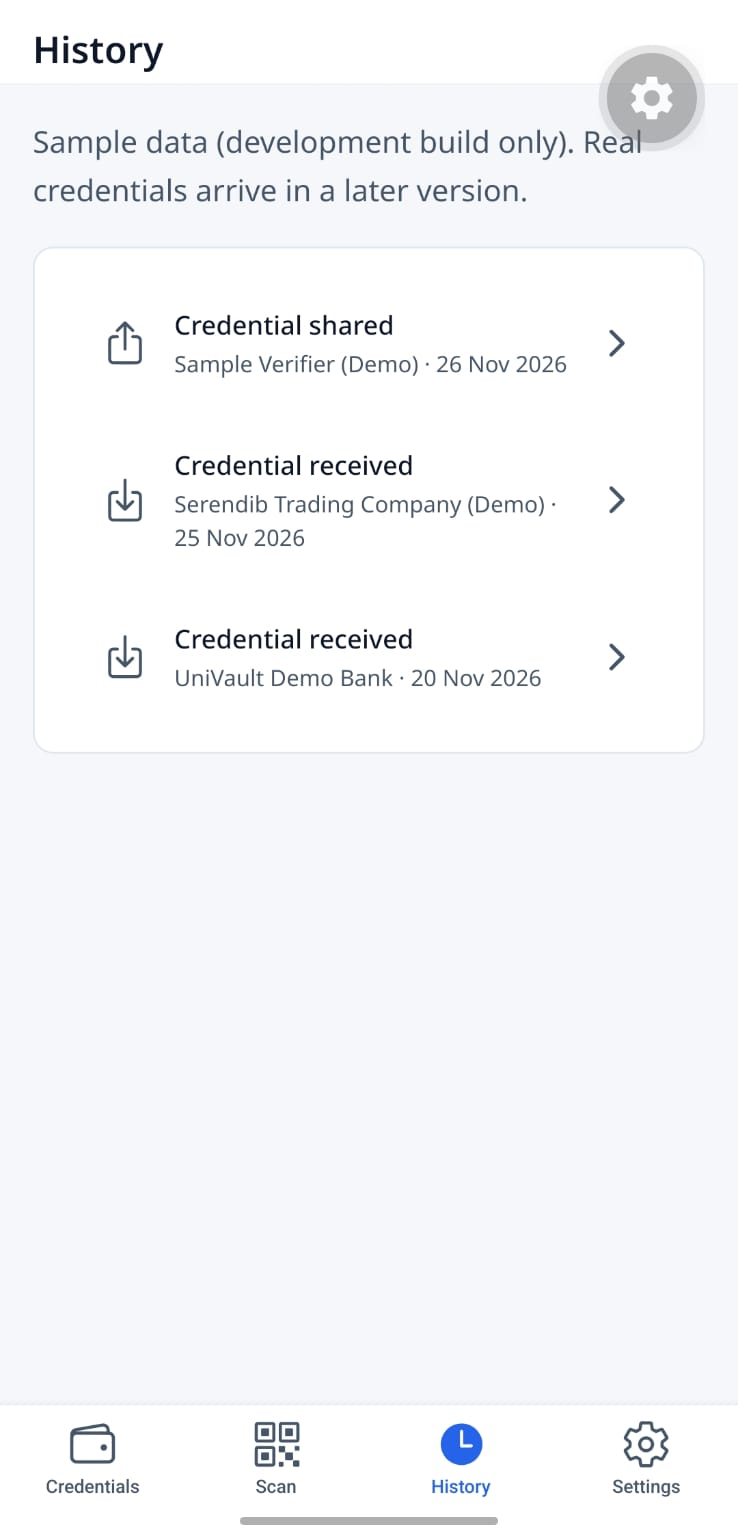 History
Sample data (development build only). Real
credentials arrive in a later version.
Credential shared
Sample Verifier (Demo) · 26 Nov 2026
Credential received
Serendib Trading Company (Demo) ·
25 Nov 2026
Credential received
UniVault Demo Bank · 20 Nov 2026
Credentials
Scan
History
Settings